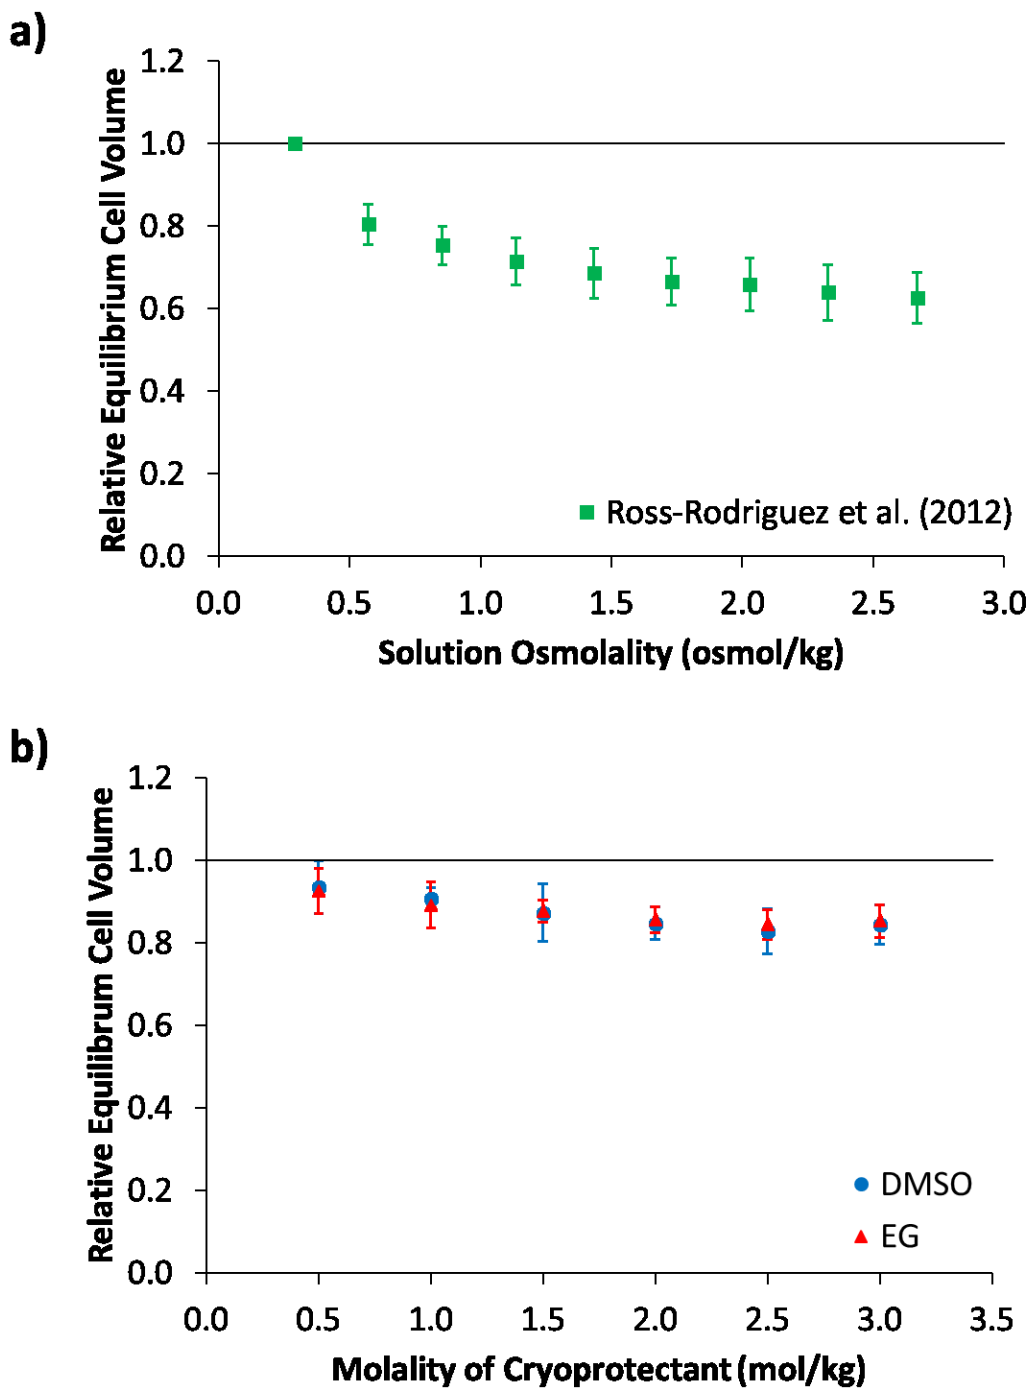 a)
Relative Equilibrium Cell Volume
1.2
1.0
0.8
0.6
0.4
0.2
0.0
Ross-Rodriguez et al. (2012)
0.0 0.5 1.0 1.5 2.0 2.5 3.0
Solution Osmolality (osmol/kg)
b)
Relative Equilibrum Cell Volume
1.2
1.0
0.8
0.6
0.4
0.2
0.0
DMSO
EG
0.0 0.5 1.0 1.5 2.0 2.5 3.0 3.5
Molality of Cryoprotectant (mol/kg)